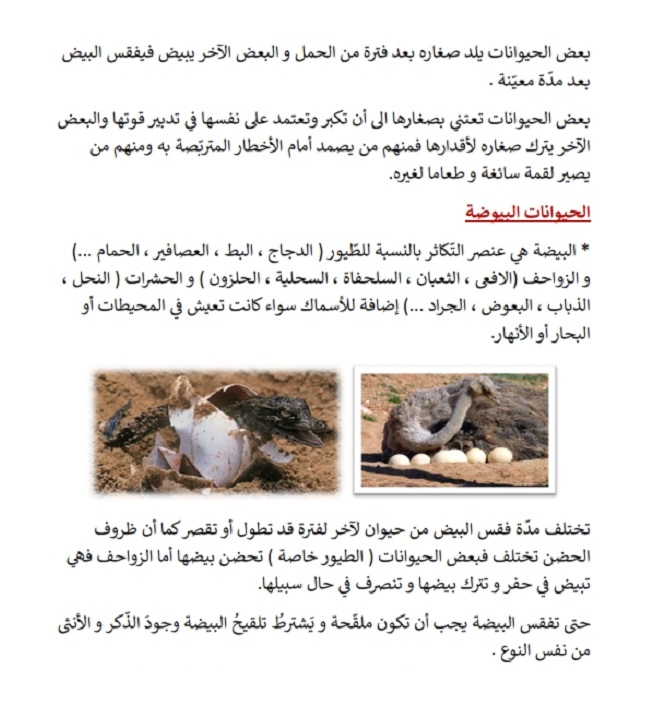 بعض الحيوانات يلد صغاره بعد فترة من الحمل و البعض الآخر يبيض فيفقس البيض
بعد مدّة معيّنة .
بعض الحيوانات تعتني بصغارها الى أن تكبر وتعتمد على نفسها في تدبير قوتها والبعض
الآخر يترك صغاره لأقدارها فمنهم من يصمد أمام الأخطار المتربّصة به ومنهم من
يصير لقمة سائغة و طعاما لغيره.
الحيوانات البيوضة
* البيضة هي عنصر التّكاثر بالنسبة للطّيور ( الدجاج ، البط ، العصافير ، الحمام ...)
و الزواحف (الافعى ، الثعبان ، السلحفاة ، السحلية ، الحلزون ) و الحشرات ( النحل ،
الذباب ، البعوض ، الجراد ...) إضافة للأسماك سواء كانت تعيش في المحيطات أو
البحار أو الأنهار.
تختلف مدّة فقس البيض من حيوان لآخر لفترة قد تطول أو تقصر كما أن ظروف
الحضن تختلف فبعض الحيوانات ( الطيور خاصة ) تحضن بيضها أما الزواحف فهي
تبيض في حفر و تترك بيضها و تنصرف في حال سبيلها.
حتى تفقس البيضة يجب أن تكون ملقّحة و يَشترطُ تلقيحُ البيضة وجودَ الذّكر و الأنثى
من نفس النوع .